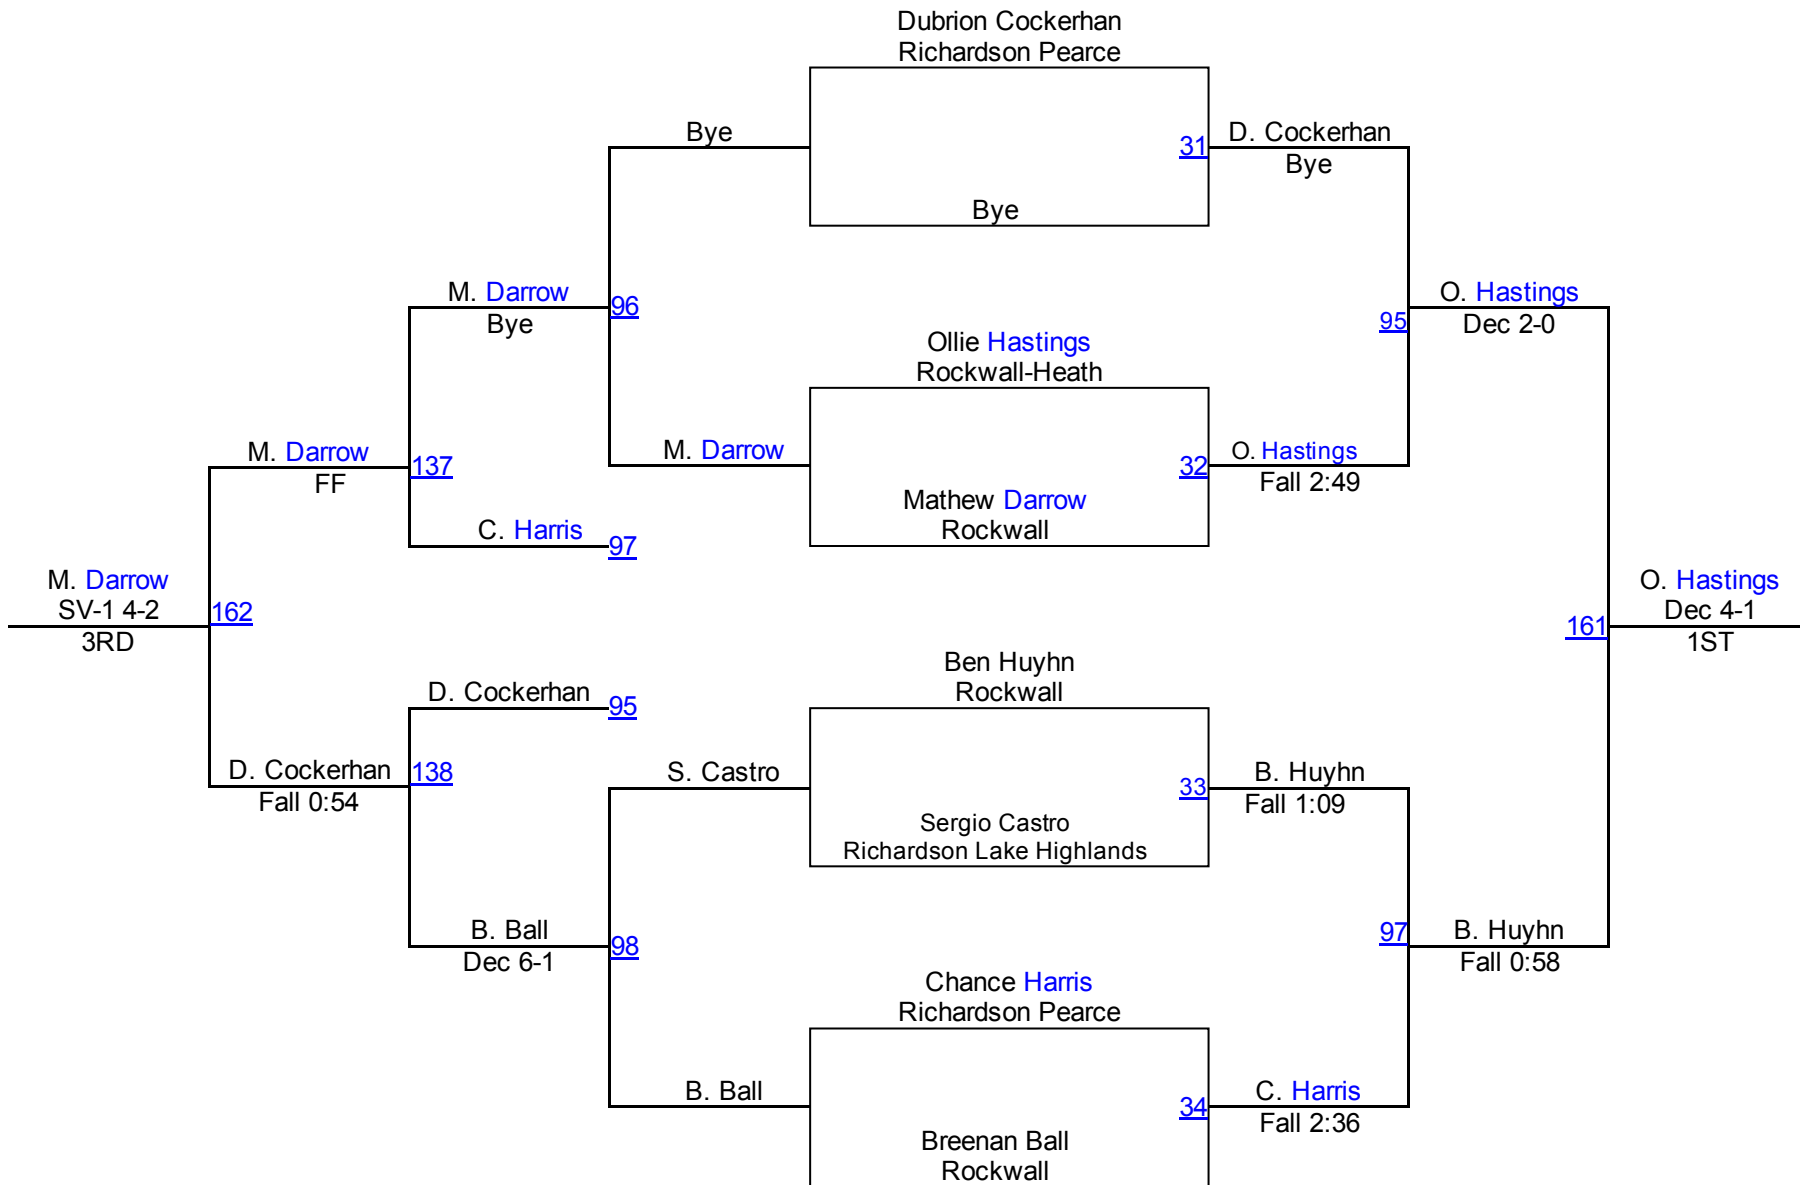 Dubrion Cockerhan
Richardson Pearce
Bye
31
D. Cockerhan
Bye
Bye
M. Darrow
Bye
96
95
O. Hastings
Dec 2-0
Ollie Hastings
Rockwall-Heath
M. Darrow
FF
137
M. Darrow
32
O. Hastings
Fall 2:49
Mathew Darrow
Rockwall
C. Harris
97
M. Darrow
SV-1 4-2
3RD
162
161
O. Hastings
Dec 4-1
1ST
Ben Huyhn
Rockwall
D. Cockerhan
95
D. Cockerhan
Fall 0:54
138
S. Castro
33
B. Huyhn
Fall 1:09
Sergio Castro
Richardson Lake Highlands
B. Ball
Dec 6-1
98
97
B. Huyhn
Fall 0:58
Chance Harris
Richardson Pearce
B. Ball
34
C. Harris
Fall 2:36
Breenan Ball
Rockwall